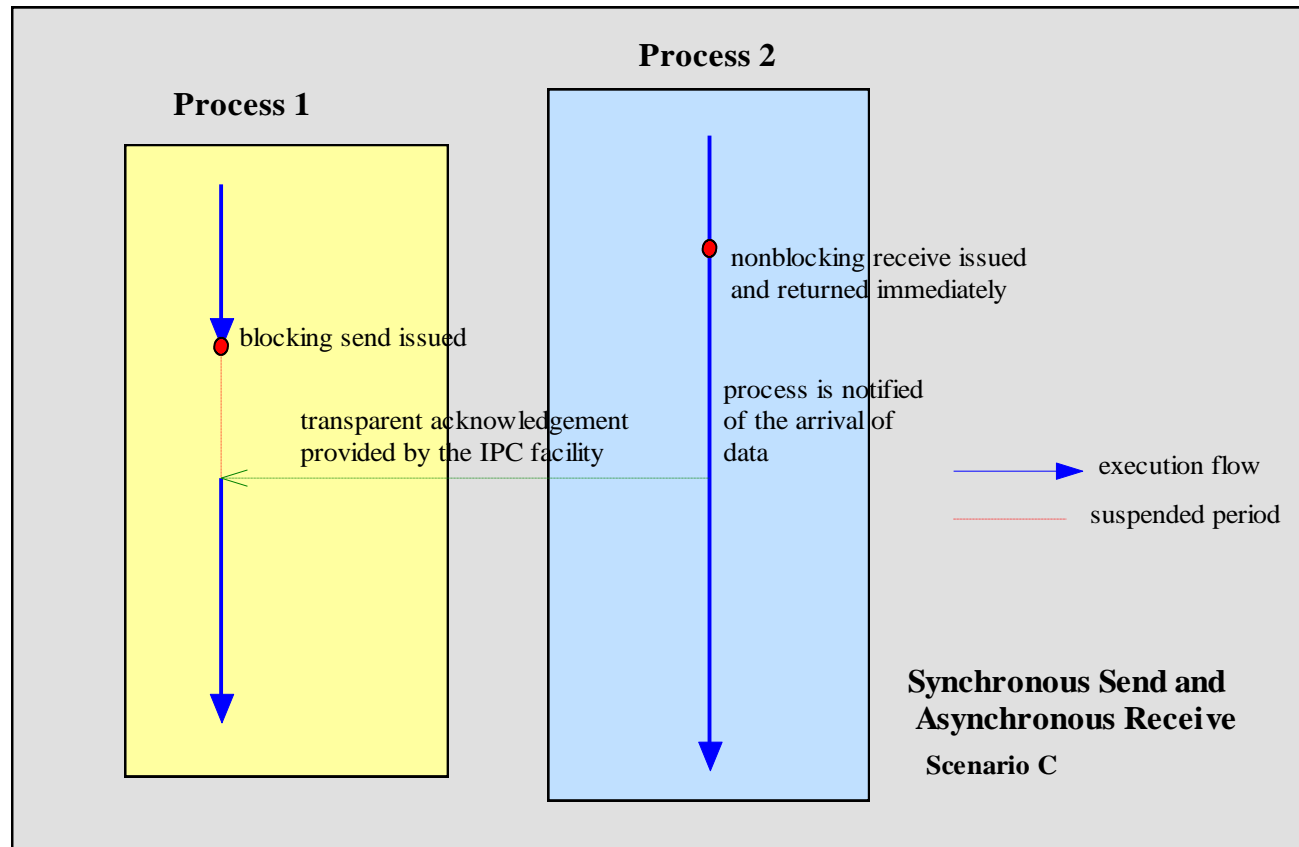 Process 2
Process 1
nonblocking receive issued
and returned immediately
blocking send issued
process is notified
of the arrival of
data
transparent acknowledgement
provided by the IPC facility
execution flow
suspended period
Synchronous Send and
Asynchronous Receive
Scenario C